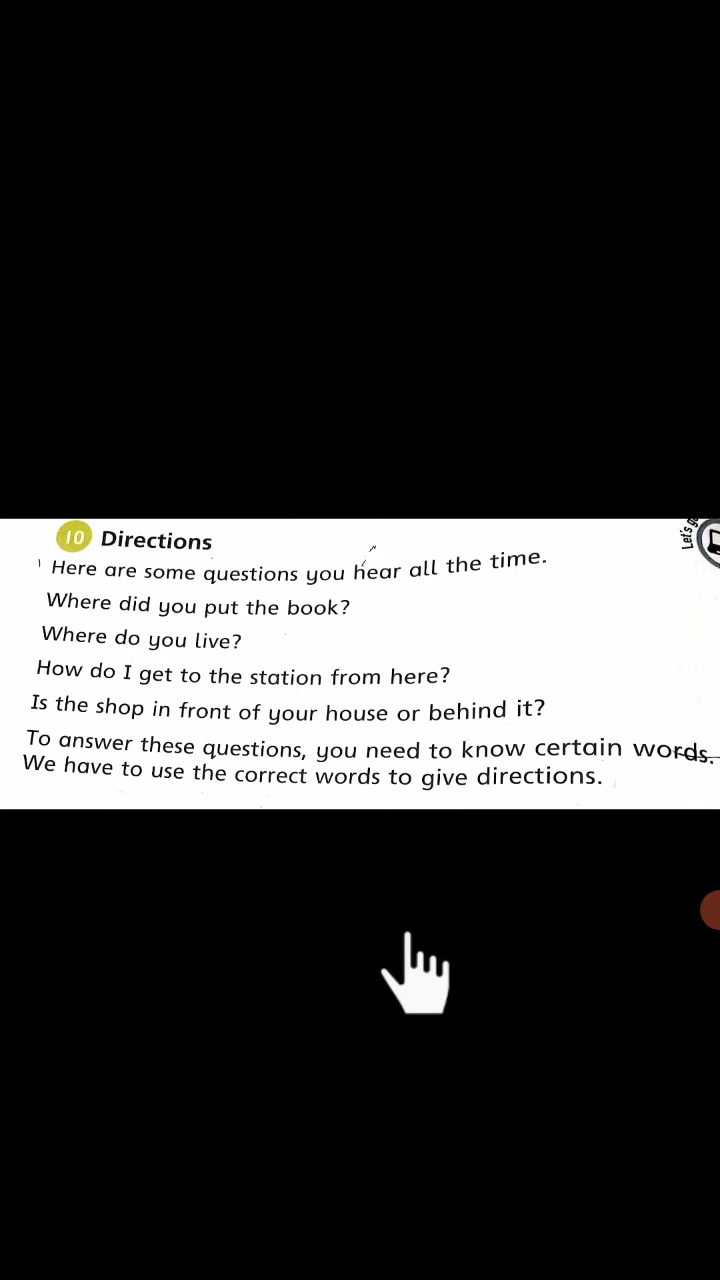 10 Directions
Let's g
Here are some questions you hear all the time.
Where did you put the book?
Where do you live?
How do I get to the station from here?
Is the shop in front of your house or behind it?
To answer these questions, you need to know certain words.
We have to use the correct words to give directions.